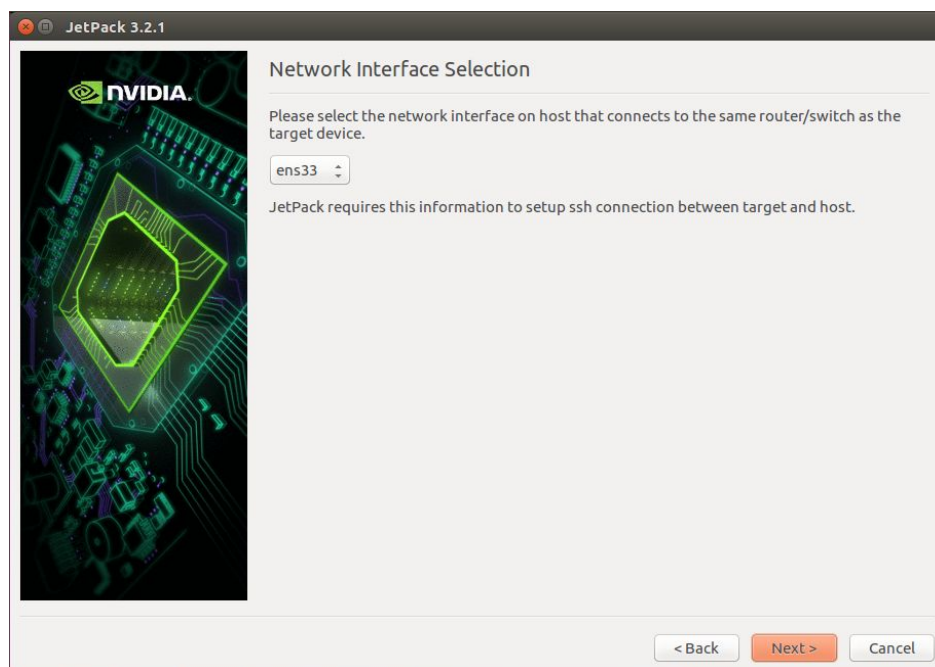 JetPack 3.2.1
NVIDIA.
Network Interface Selection
Please select the network interface on host that connects to the same router/switch as the
target device.
ens33
JetPack requires this information to setup ssh connection between target and host.
< Back Next > Cancel